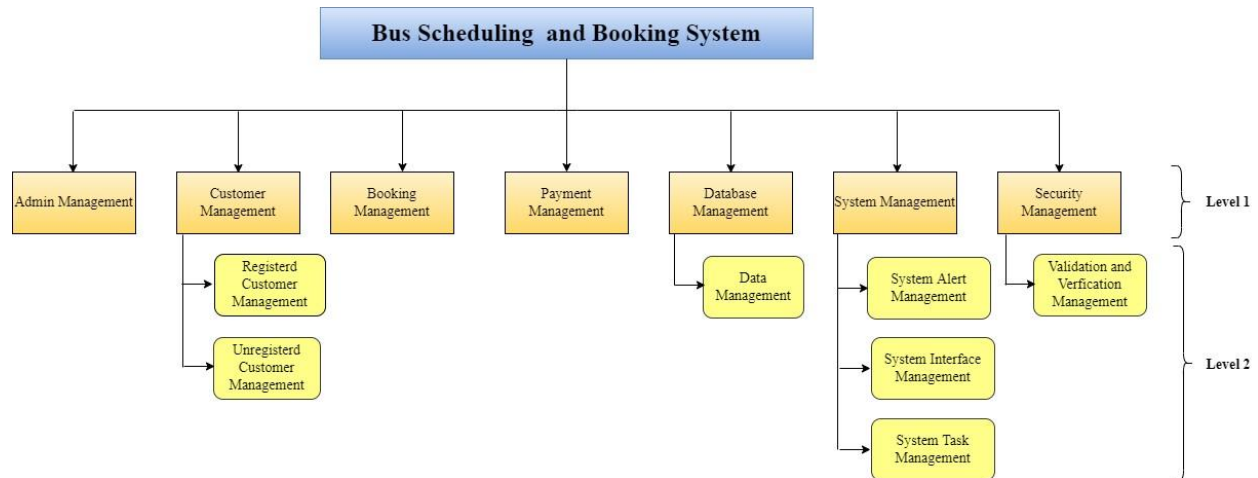 Bus Scheduling and Booking System
Admin Management
Customer
Management
Booking
Management
Payment
Management
Database
Management
System Management
Security
Management
Level 1
Registerd
Customer
Management
Unregisterd
Customer
Management
Data
Management
System Alert
Management
System Interface
Management
System Task
Management
Validation and
Verfication
Management
Level 2